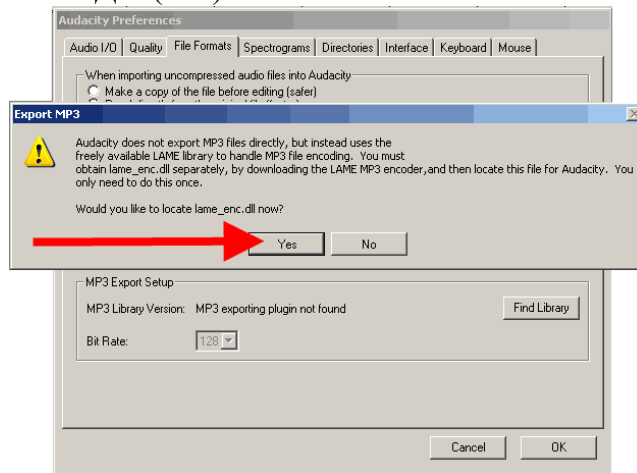 Audacity Preferences
Audio I/O Quality File Formats Spectrograms Directories Interface Keyboard Mouse
When importing uncompressed audio files into Audacity
Make a copy of the file before editing (safer)
Export MP3
Audacity does not export MP3 files directly, but instead uses the
freely available LAME library to handle MP3 file encoding. You must
obtain lame_enc.dll separately, by downloading the LAME MP3 encoder,and then locate this file for Audacity. You
only need to do this once.
Would you like to locate lame_enc.dll now?
Yes No
MP3 Export Setup
MP3 Library Version: MP3 exporting plugin not found Find Library
Bit Rate: 128
Cancel OK